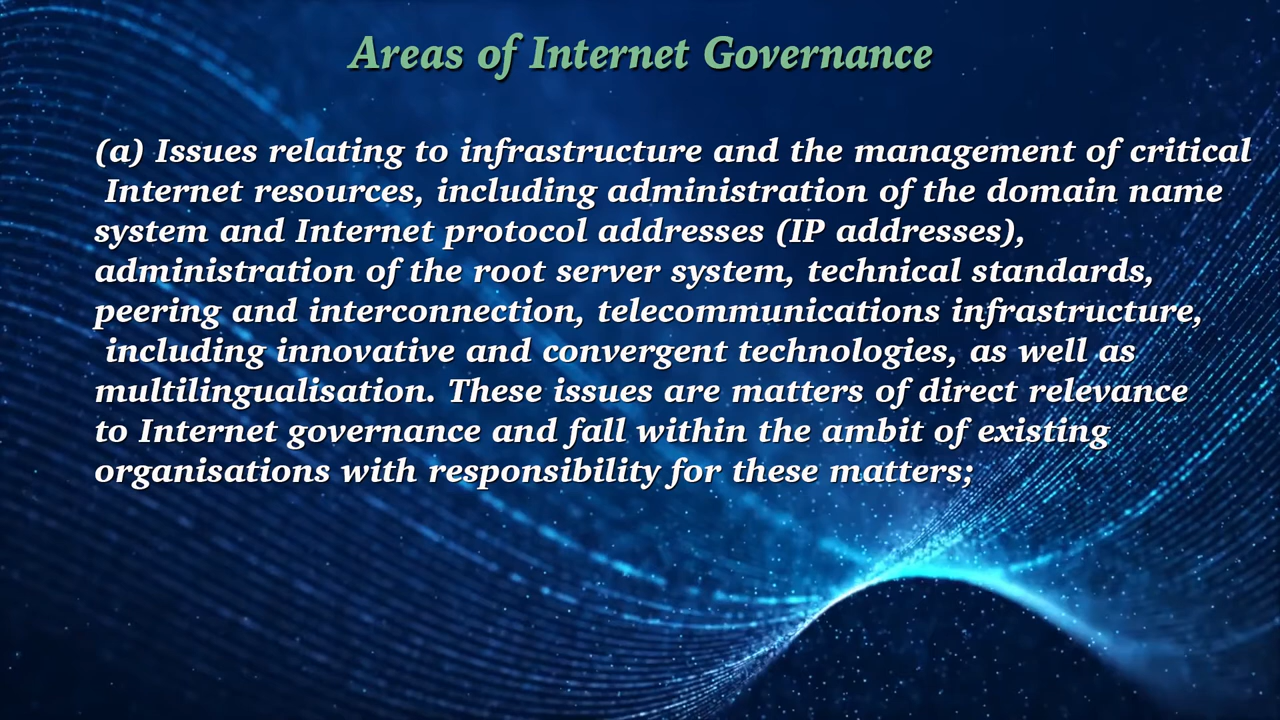 Areas of Internet Governance
(a) Issues relating to infrastructure and the management of critical
Internet resources, including administration of the domain name
system and Internet protocol addresses (IP addresses),
administration of the root server system, technical standards,
peering and interconnection, telecommunications infrastructure,
including innovative and convergent technologies, as well as
multilingualisation. These issues are matters of direct relevance
to Internet governance and fall within the ambit of existing
organisations with responsibility for these matters;